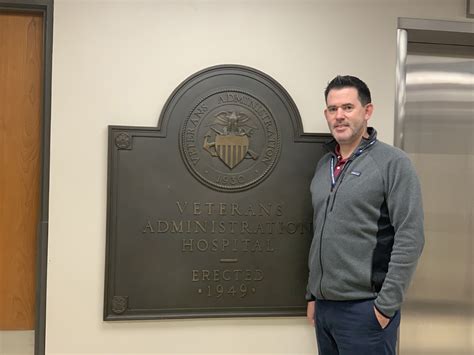 VETERANS ADMINISTRATION
1930
VETERANS
ADMINISTRATION
HOSPITAL
ERECTED
· 1949 ·